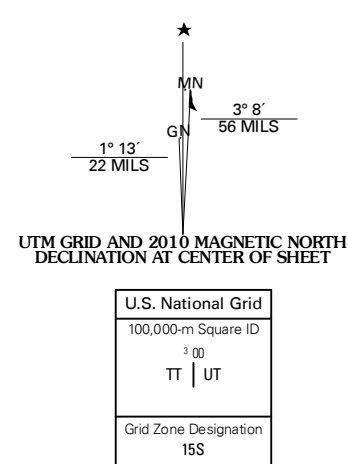 MN
3° 8´
56 MILS
GN
1° 13´
22 MILS
UTM GRID AND 2010 MAGNETIC NORTH
DECLINATION AT CENTER OF SHEET
U.S. National Grid
100,000-m Square ID
3 00
TT UT
Grid Zone Designation
15S